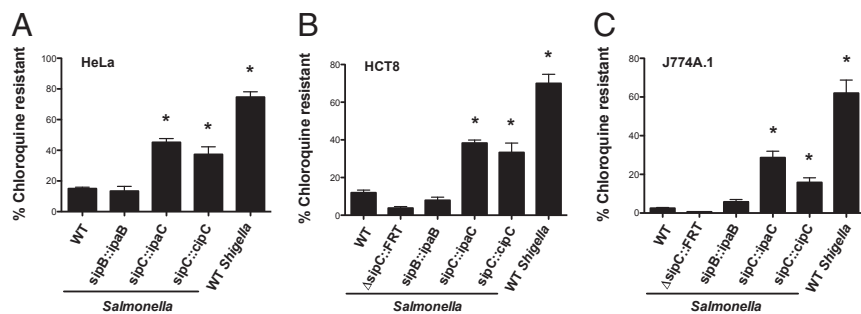 A
% Chloroquine resistant
HeLa
100
80
60
40
20
0
*
*
*
WT
sipB::ipaB
sipC::ipaC
sipC::cipC
WT Shigella
Salmonella
B
% Chloroquine resistant
HCT8
80
60
40
20
0
*
*
*
WT
ΔsipC::FRT
sipB::ipaB
sipC::ipaC
sipC::cipC
WT Shigella
Salmonella
C
% Chloroquine resistant
J774A.1
80
60
40
20
0
*
*
*
WT
ΔsipC::FRT
sipB::ipaB
sipC::ipaC
sipC::cipC
WT Shigella
Salmonella